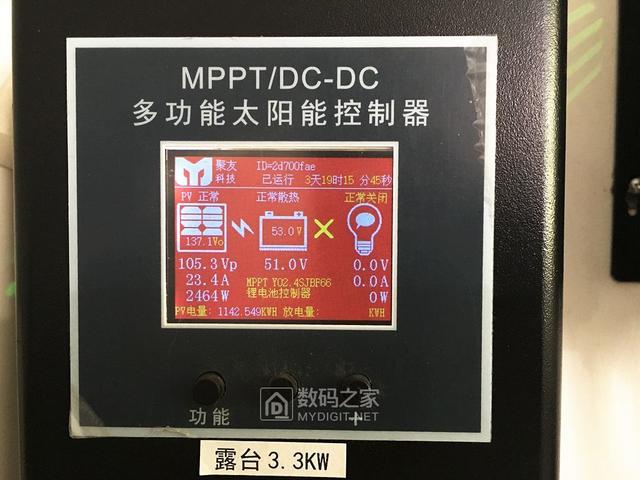 MPPT/DC-DC
多功能太阳能控制器
聚友
科技
ID=2d700fae
已运行 3天19时15 分45秒
PV 正常 正常散热 正常关闭
137.1Vo
53.0V
105.3Vp 51.0V 0.0V
23.4A MPPT Y02.4SJBF66 0.0A
2464W 锂电池控制器 0W
PV电量: 1142.549KWH 放电量: KWH
功能 +
数码之家
MYDIGIT.NET
露台3.3KW